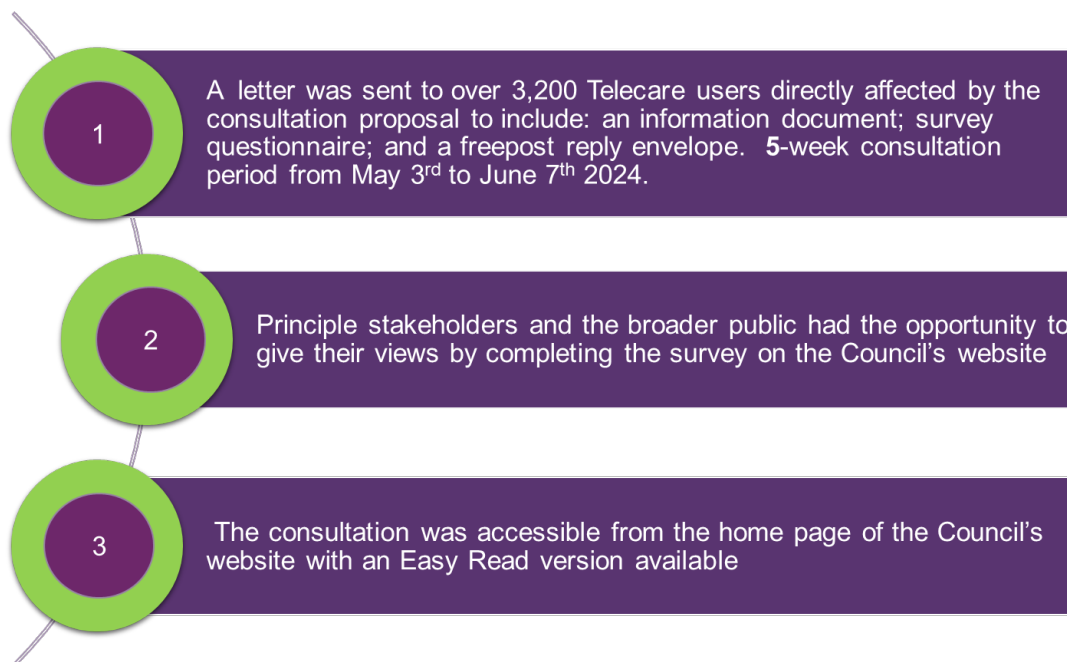 1
A letter was sent to over 3,200 Telecare users directly affected by the
consultation proposal to include: an information document; survey
questionnaire; and a freepost reply envelope. 5-week consultation
period from May 3rd to June 7th 2024.
2
Principle stakeholders and the broader public had the opportunity to
give their views by completing the survey on the Council’s website
3
The consultation was accessible from the home page of the Council’s
website with an Easy Read version available